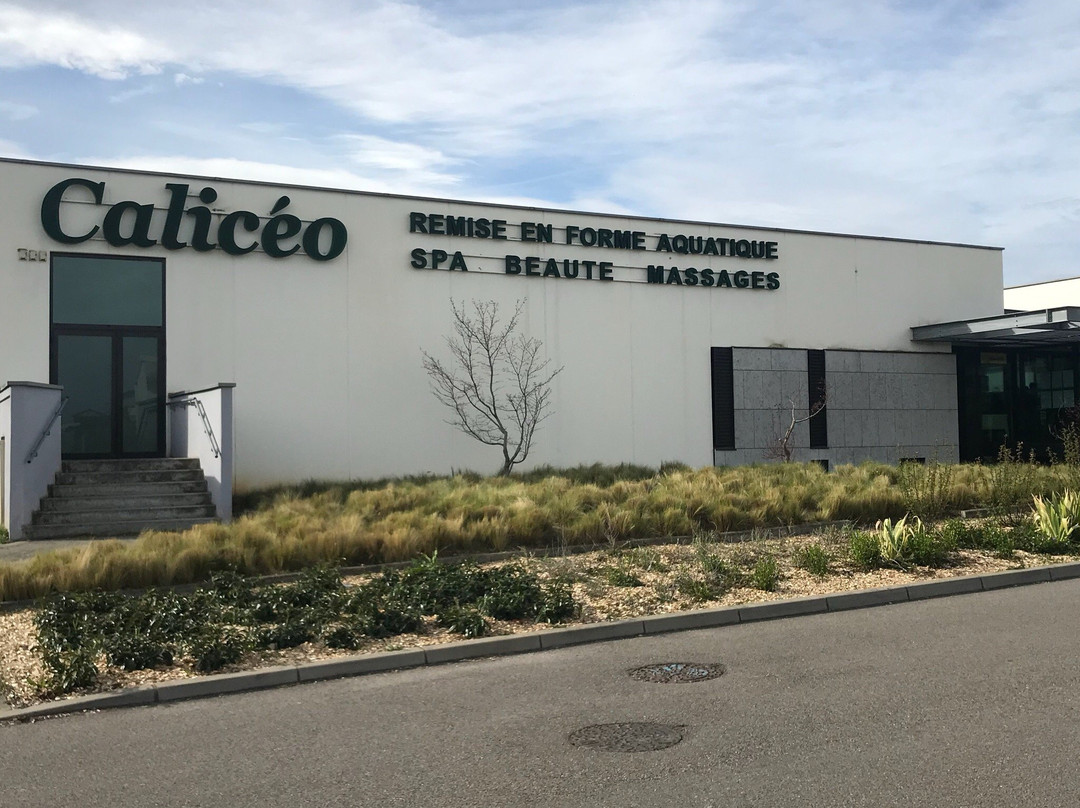 Calicéo
REMISE EN FORME AQUATIQUE
SPA BEAUTE MASSAGES